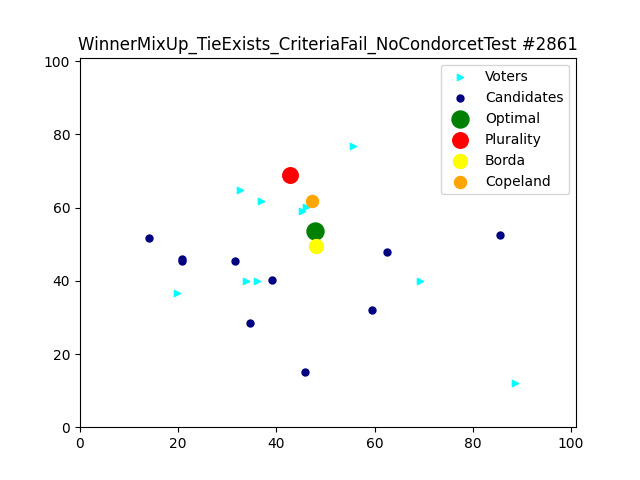 WinnerMixUp_TieExists_CriteriaFail_NoCondorcetTest #2861
100
80
60
40
20
0
0 20 40 60 80 100
Voters
Candidates
Optimal
Plurality
Borda
Copeland